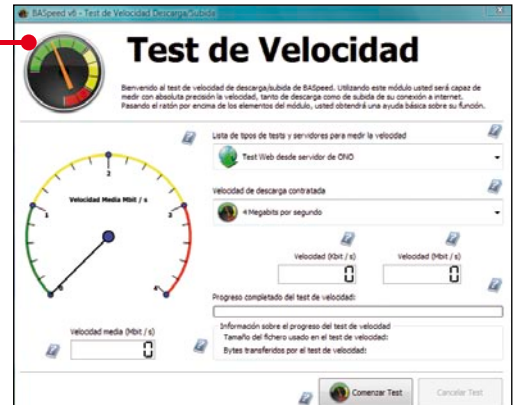 BASpeed v6 - Test de Velocidad Descarga/Subida
Test de Velocidad
Bienvenido al test de velocidad de descarga/subida de BASpeed. Utilizando este módulo usted será capaz de
medir con absoluta precisión la velocidad, tanto de descarga como de subida de su conexión a internet.
Pasando el ratón por encima de los elementos del módulo, usted obtendrá una ayuda básica sobre su función.
Lista de tipos de tests y servidores para medir la velocidad
Test Web desde servidor de ONO
Velocidad de descarga contratada
4 Megabits por segundo
Velocidad Media Mbit / s
0
1
2
3
4
Velocidad (Kbit / s)
Velocidad (Mbit / s)
0
0
Progreso completado del test de velocidad:
Velocidad media (Mbit / s)
0
Información sobre el progreso del test de velocidad
Tamaño del fichero usado en el test de velocidad:
Bytes transferidos por el test de velocidad:
Comenzar Test
Cancelar Test